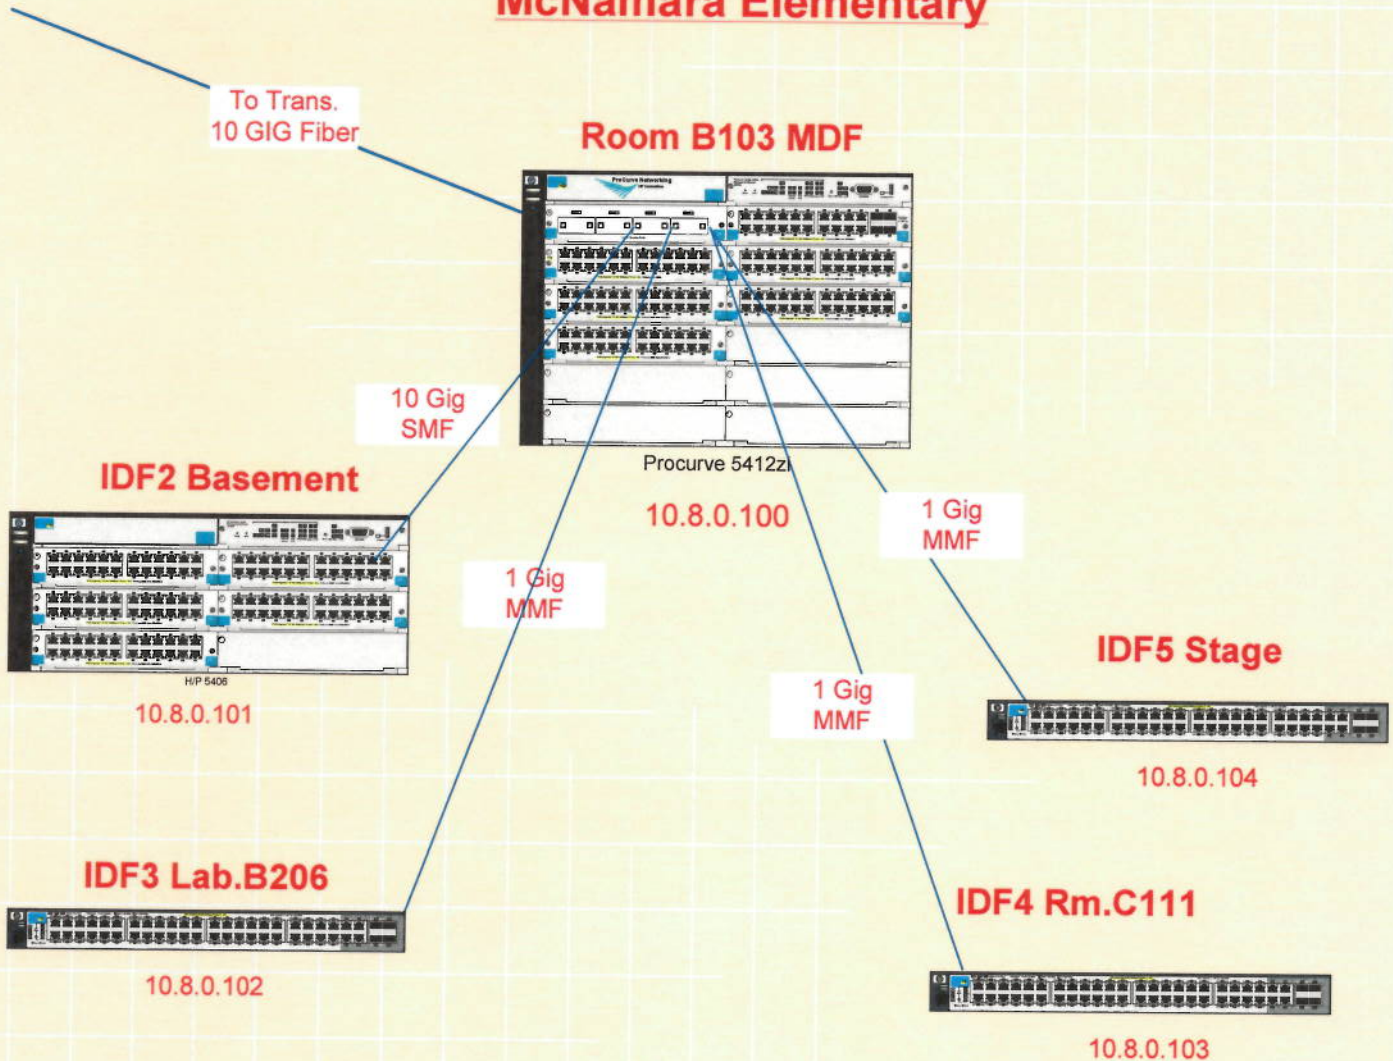 McNamara Elementary
To Trans.
10 GIG Fiber
Room B103 MDF
ProCurve Networking
Procurve 5412zl
10.8.0.100
10 Gig
SMF
IDF2 Basement
H/P 5406
10.8.0.101
1 Gig
MMF
1 Gig
MMF
1 Gig
MMF
IDF5 Stage
10.8.0.104
IDF3 Lab.B206
10.8.0.102
IDF4 Rm.C111
10.8.0.103